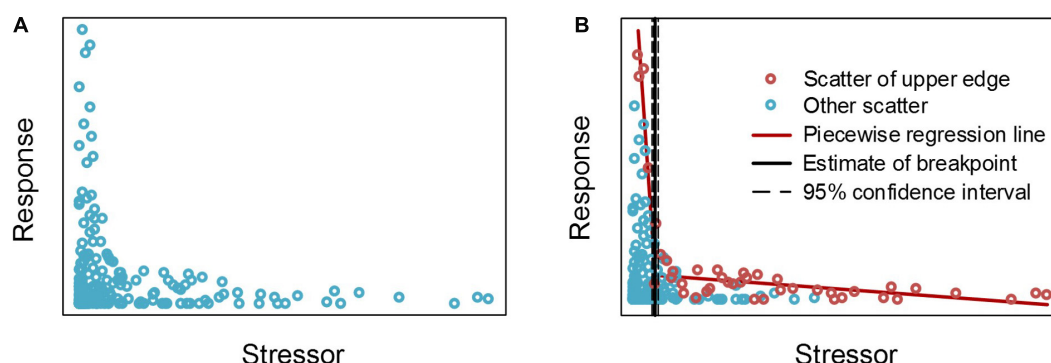 A
Response
Stressor
B
Response
Scatter of upper edge
Other scatter
Piecewise regression line
Estimate of breakpoint
95% confidence interval
Stressor